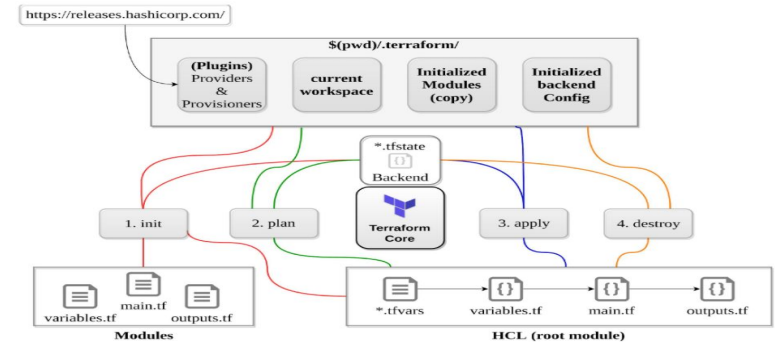 https://releases.hashicorp.com/
$(pwd)/.terraform/
(Plugins)
Providers
&
Provisioners
current
workspace
Initialized
Modules
(copy)
Initialized
backend
Config
*.tfstate
{}
Backend
Terraform
Core
1. init
2. plan
3. apply
4. destroy
variables.tf
main.tf
outputs.tf
Modules
*.tfvars
{}
variables.tf
{}
main.tf
{}
outputs.tf
HCL (root module)